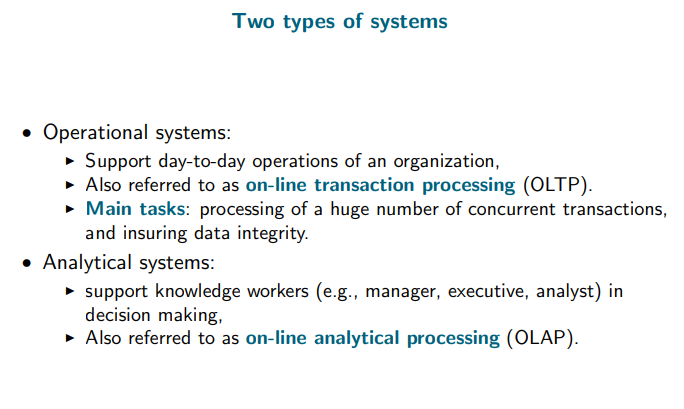 Two types of systems
• Operational systems:
▶ Support day-to-day operations of an organization,
▶ Also referred to as on-line transaction processing (OLTP).
▶ Main tasks: processing of a huge number of concurrent transactions,
and insuring data integrity.
• Analytical systems:
▶ support knowledge workers (e.g., manager, executive, analyst) in
decision making,
▶ Also referred to as on-line analytical processing (OLAP).